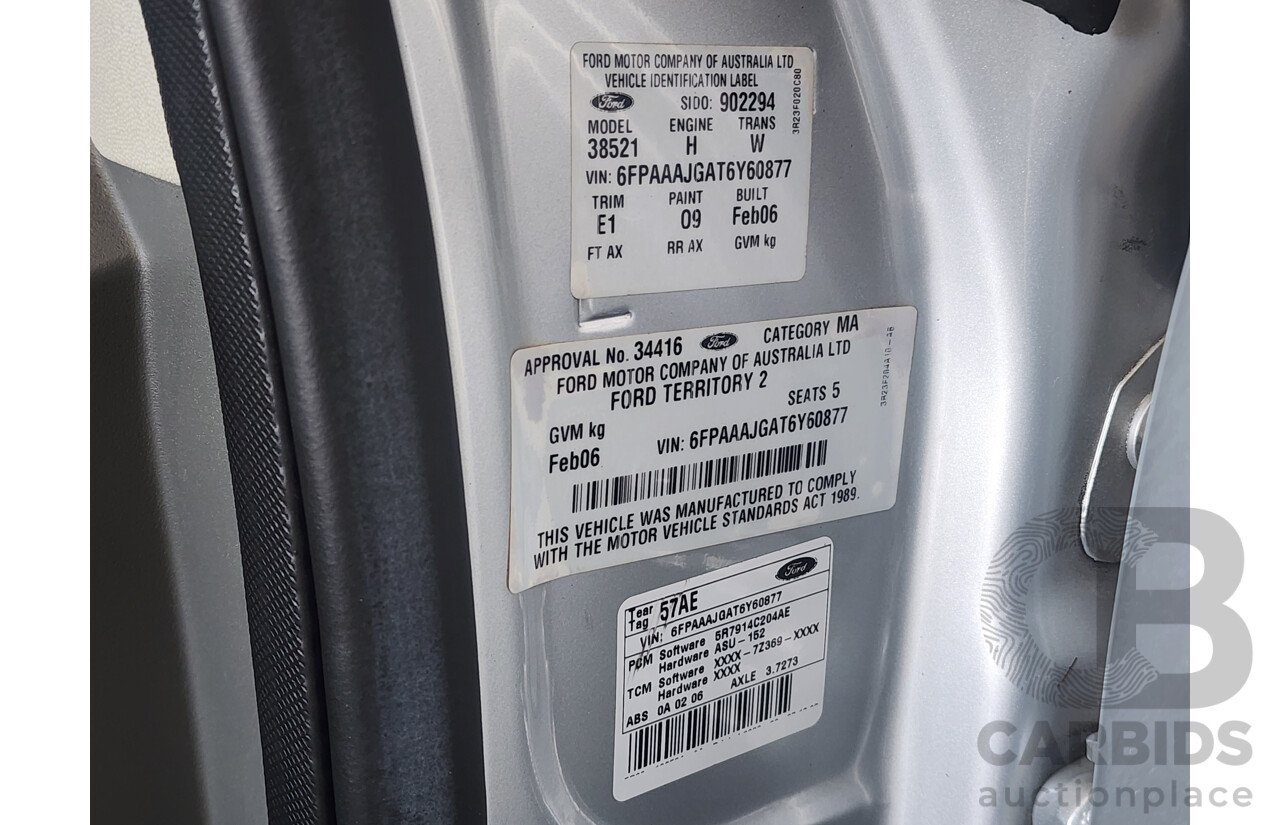 FORD MOTOR COMPANY OF AUSTRALIA LTD
VEHICLE IDENTIFICATION LABEL
Ford SIDO: 902294
MODEL ENGINE TRANS
38521 H W
VIN: 6FPAAAJGAT6Y60877
TRIM PAINT BUILT
E1 09 Feb06
FT AX RR AX GVM kg
3R23F020C80
APPROVAL No. 34416 Ford CATEGORY MA
FORD MOTOR COMPANY OF AUSTRALIA LTD
FORD TERRITORY 2
SEATS 5
GVM kg
Feb06 VIN: 6FPAAAJGAT6Y60877
THIS VEHICLE WAS MANUFACTURED TO COMPLY
WITH THE MOTOR VEHICLE STANDARDS ACT 1989.
Ford
Tear Tag 57AE
VIN: 6FPAAAJGAT6Y60877
PCM Software 5R7914C204AE
Hardware ASU-152
TCM Software XXXX-7Z369-XXXX
Hardware XXXX
ABS 0A 02 06 AXLE 3.7273
CB
CARBIDS
auctionplace